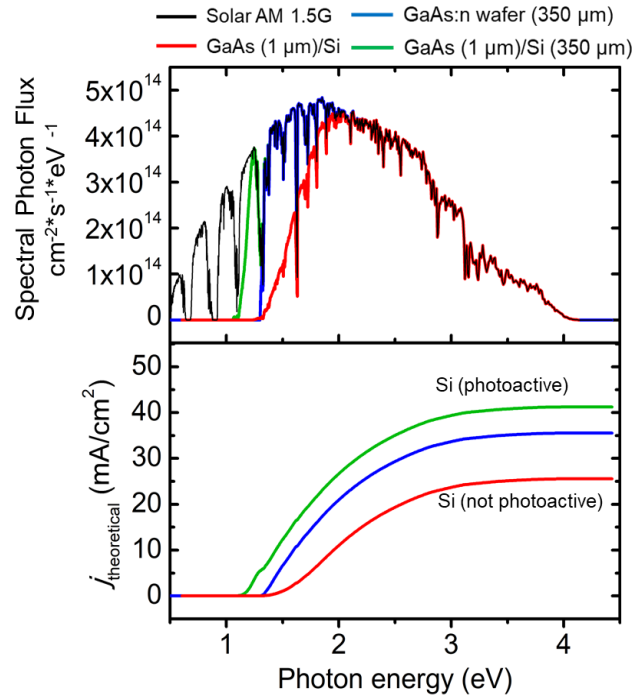 Solar AM 1.5G
GaAs:n wafer (350 µm)
GaAs (1 µm)/Si
GaAs (1 µm)/Si (350 µm)
Spectral Photon Flux
cm-2*s-1*eV -1
5x10^14
4x10^14
3x10^14
2x10^14
1x10^14
0
50
40
30
20
10
0
j_theoretical (mA/cm²)
Si (photoactive)
Si (not photoactive)
1 2 3 4
Photon energy (eV)